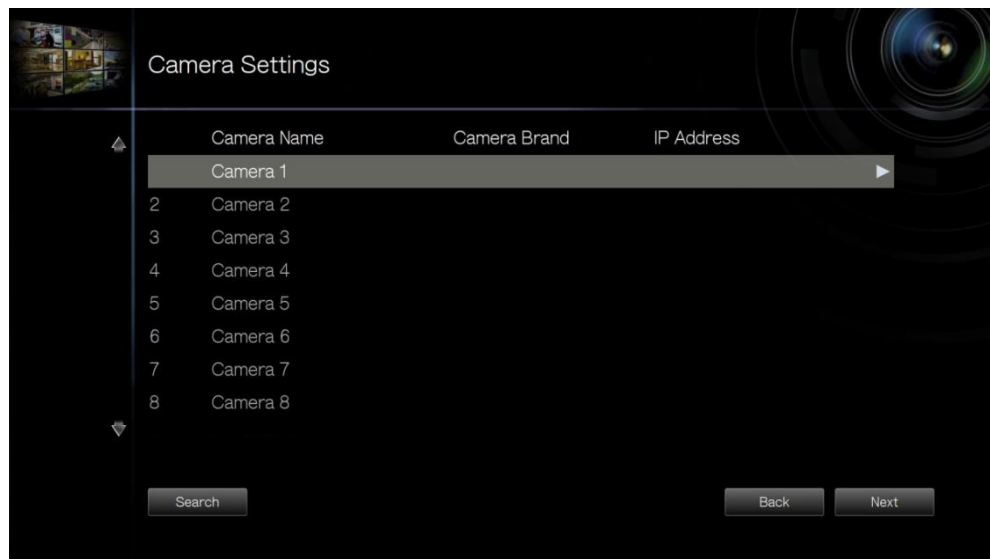 Camera Settings
Camera Name Camera Brand IP Address
Camera 1
2 Camera 2
3 Camera 3
4 Camera 4
5 Camera 5
6 Camera 6
7 Camera 7
8 Camera 8
Search Back Next